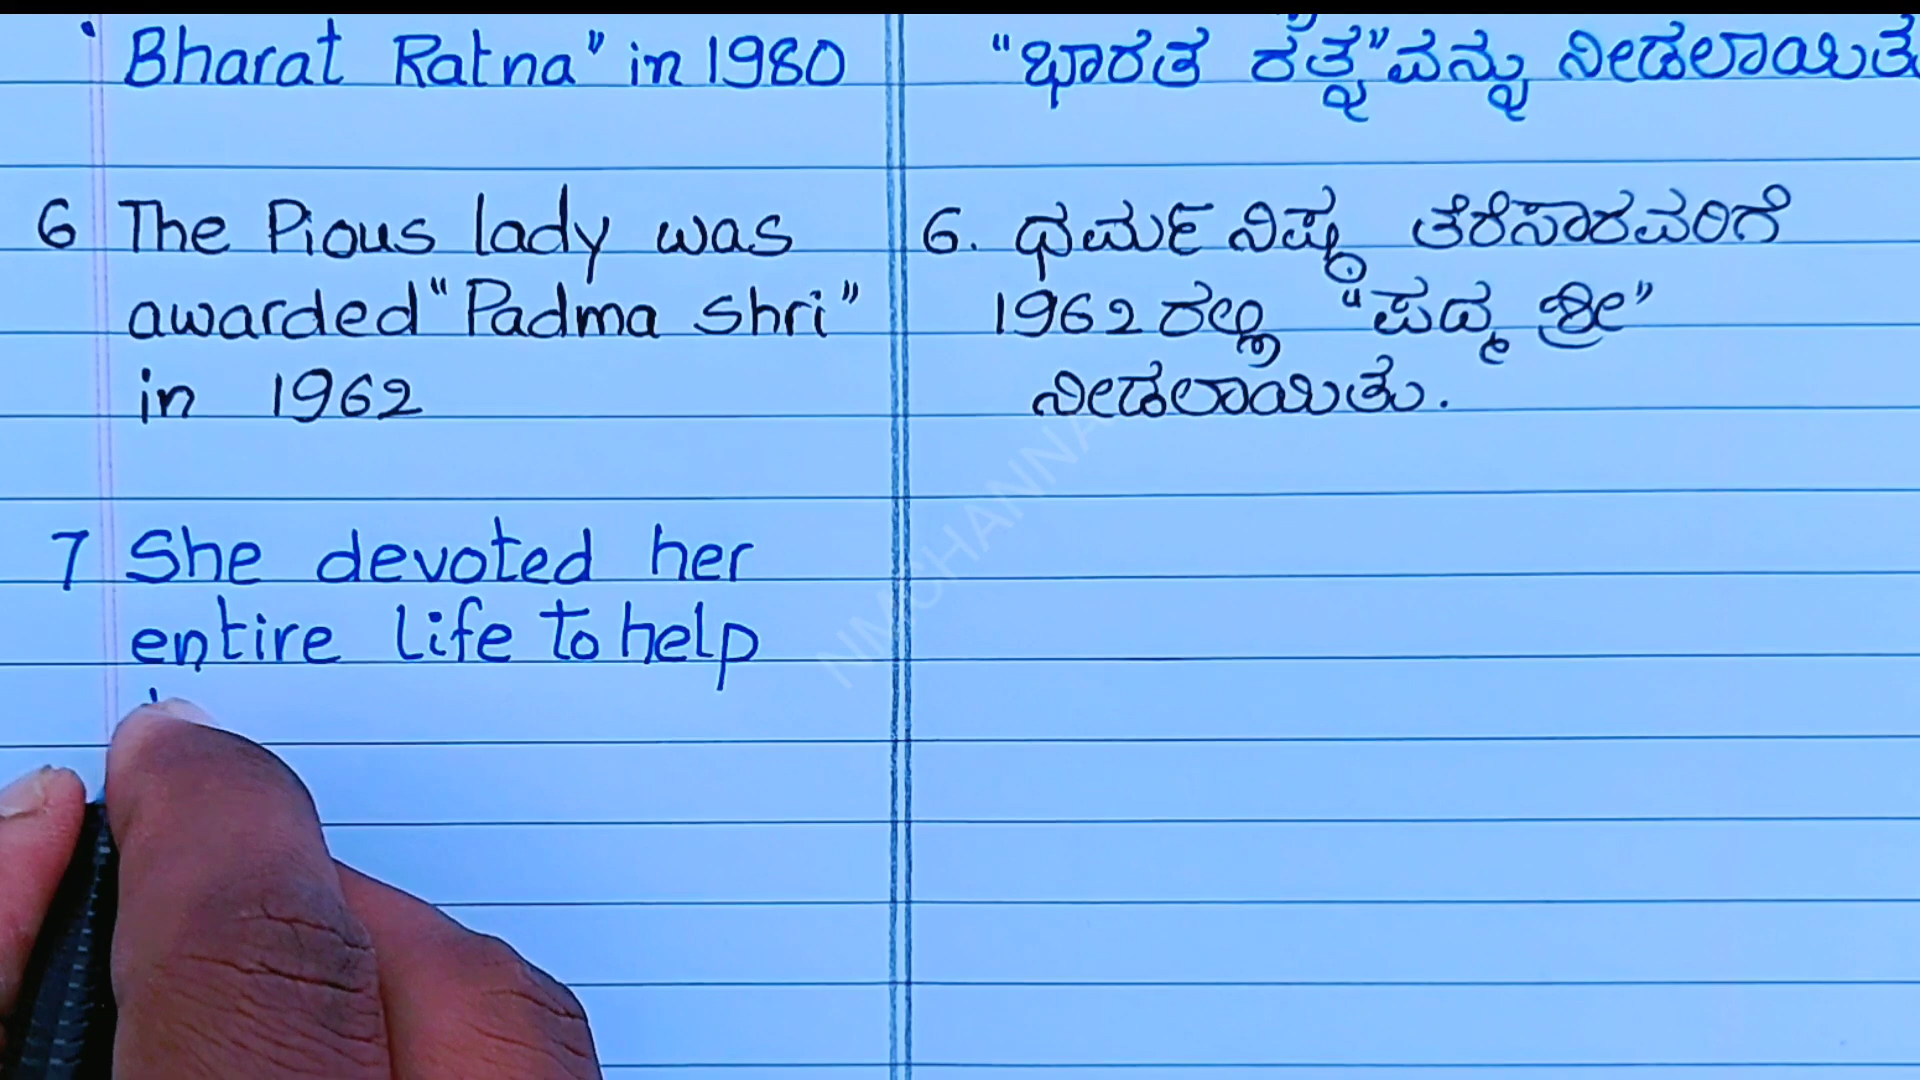 Bharat Ratna" in 1980
"ಭಾರತ ರತ್ನ"ವನ್ನು ನೀಡಲಾಯಿತು
6 The Pious lady was
awarded "Padma shri"
in 1962
6. ಧರ್ಮನಿಷ್ಠ ತೆರೆಸಾರವರಿಗೆ
1962 ರಲ್ಲಿ "ಪದ್ಮ ಶ್ರೀ"
ನೀಡಲಾಯಿತು.
7 She devoted her
entire life to help